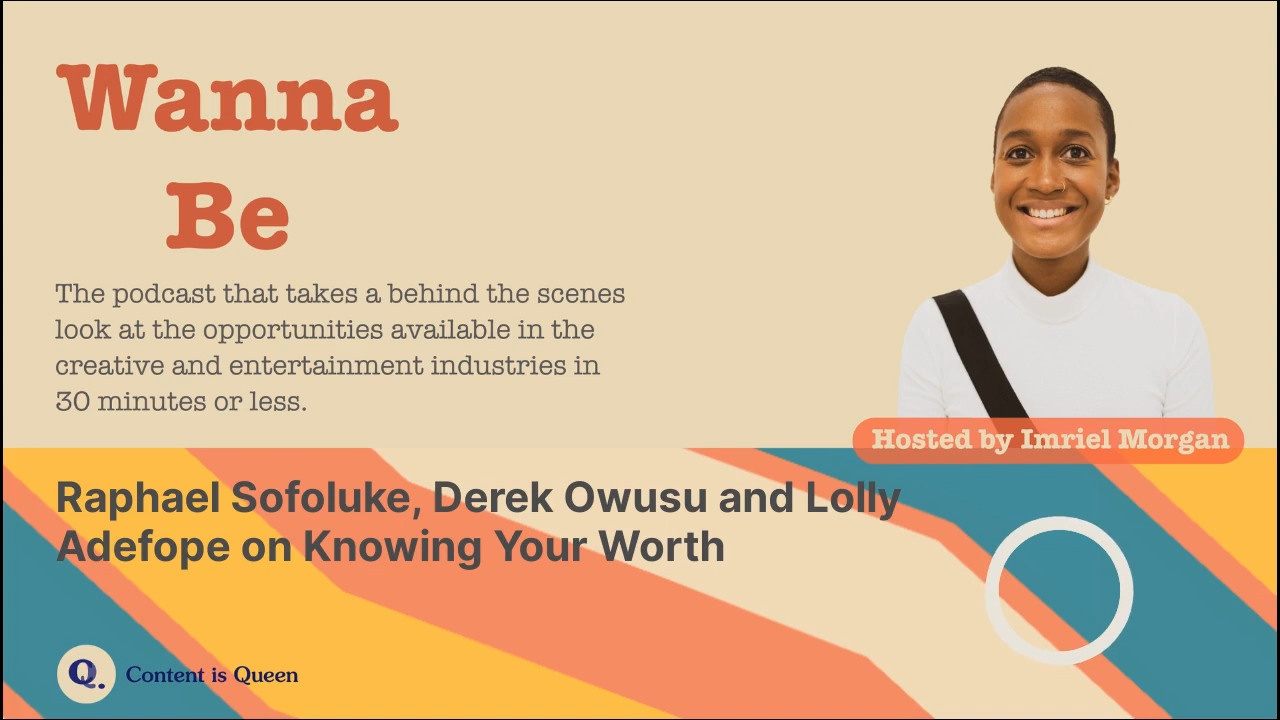 Wanna
Be
The podcast that takes a behind the scenes
look at the opportunities available in the
creative and entertainment industries in
30 minutes or less.
Hosted by Imriel Morgan
Raphael Sofoluke, Derek Owusu and Lolly
Adefope on Knowing Your Worth
Q.
Content is Queen